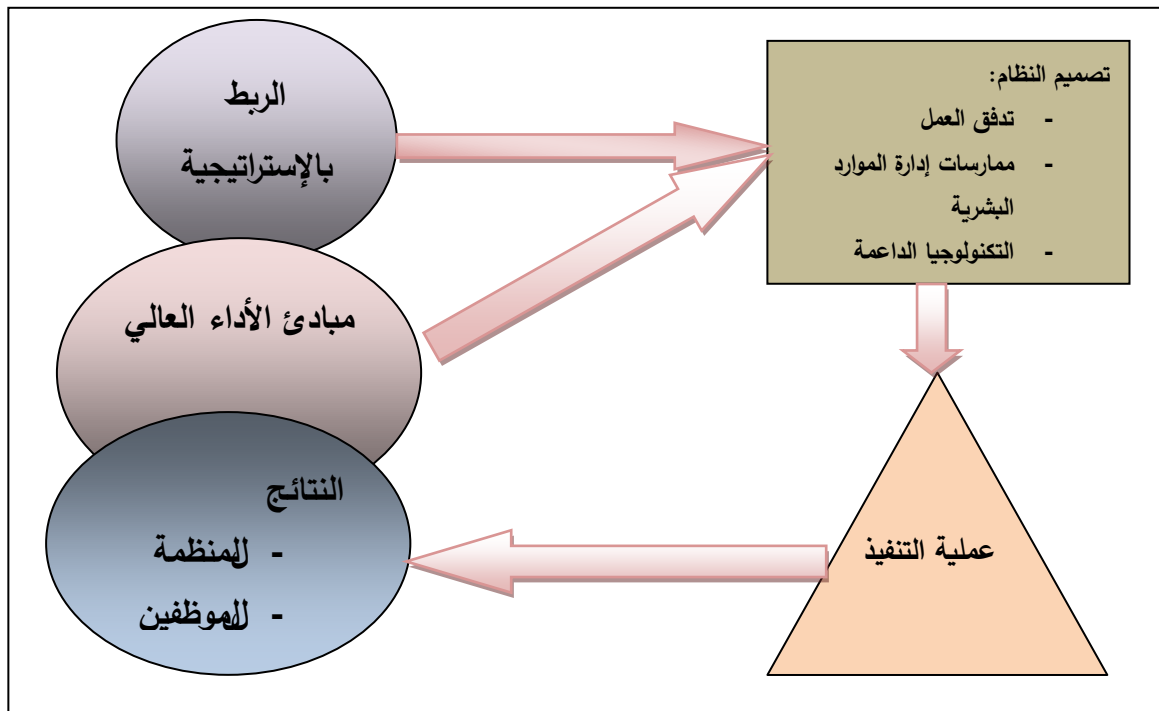 الربط
بالإستراتيجية
مبادئ الأداء العالي
النتائج
- للمنظمة
- للموظفين
تصميم النظام:
- تدفق العمل
- ممارسات إدارة الموارد
البشرية
- التكنولوجيا الداعمة
عملية التنفيذ